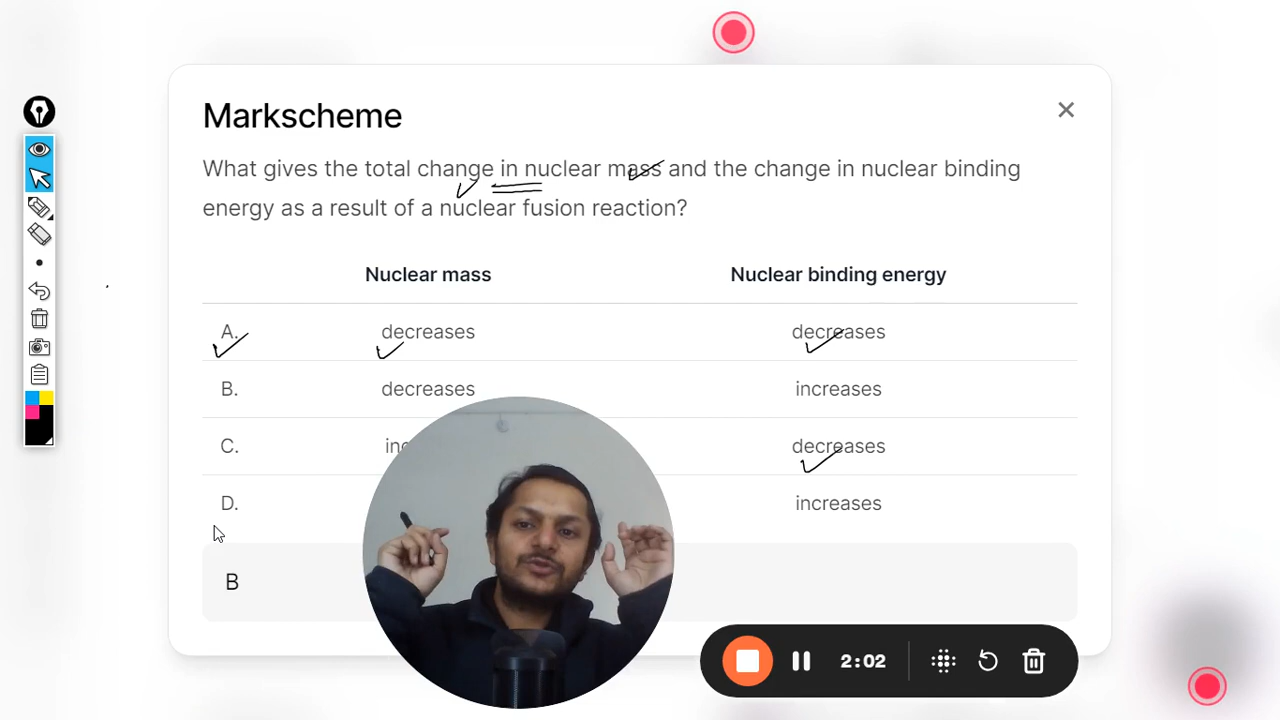 Markscheme
What gives the total change in nuclear mass and the change in nuclear binding
energy as a result of a nuclear fusion reaction?
Nuclear mass Nuclear binding energy
A. decreases decreases
B. decreases increases
C. decreases
D. increases
B
2:02